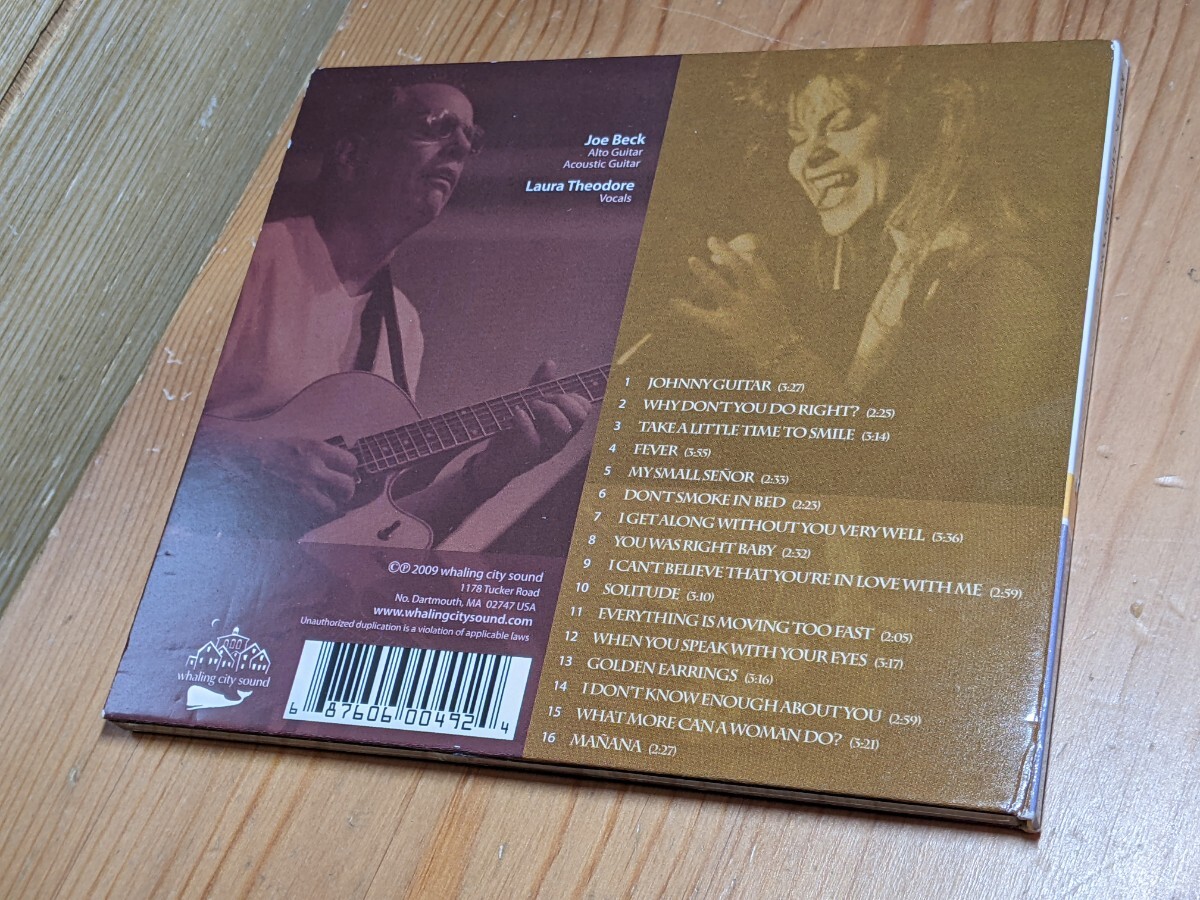 Joe Beck
Alto Guitar
Acoustic Guitar
Laura Theodore
Vocals
1 JOHNNY GUITAR (3:27)
2 WHY DON'T YOU DO RIGHT? (2:25)
3 TAKE A LITTLE TIME TO SMILE (3:14)
4 FEVER (3:55)
5 MY SMALL SEÑOR (2:33)
6 DON'T SMOKE IN BED (2:23)
7 I GET ALONG WITHOUT YOU VERY WELL (3:36)
8 YOU WAS RIGHT BABY (2:32)
9 I CAN'T BELIEVE THAT YOU'RE IN LOVE WITH ME (2:59)
10 SOLITUDE (3:10)
11 EVERYTHING IS MOVING TOO FAST (2:05)
12 WHEN YOU SPEAK WITH YOUR EYES (3:17)
13 GOLDEN EARRINGS (3:16)
14 I DON'T KNOW ENOUGH ABOUT YOU (2:59)
15 WHAT MORE CAN A WOMAN DO? (3:21)
16 MAÑANA (2:27)
©℗ 2009 whaling city sound
1178 Tucker Road
No. Dartmouth, MA 02747 USA
www.whalingcitysound.com
Unauthorized duplication is a violation of applicable laws
whaling city sound
6 87606 00492 4